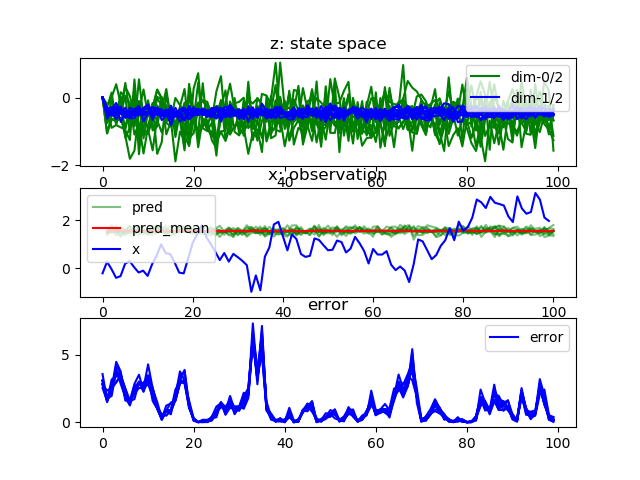 z: state space
0
−2
dim-0/2
dim-1/2
0 20 40 60 80 100
x: observation
2
0
pred
pred_mean
x
0 20 40 60 80 100
error
5
0
error
0 20 40 60 80 100